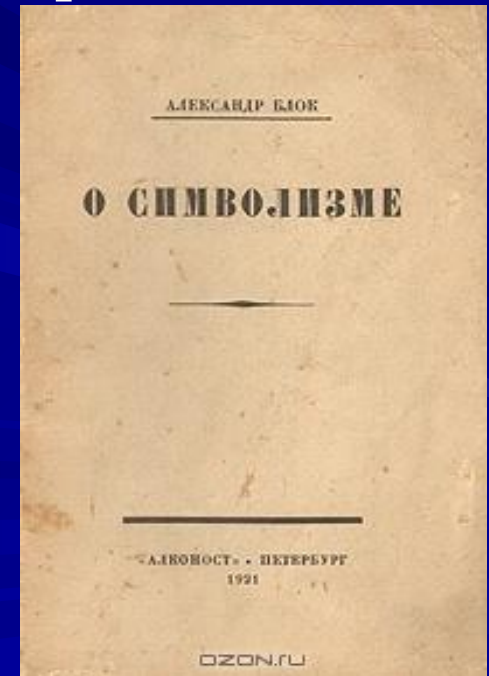 АЛЕКСАНДР БЛОК
О СИМВОЛИЗМЕ
«АЛКОНОСТ» • ПЕТЕРБУРГ
1921
OZON.ru